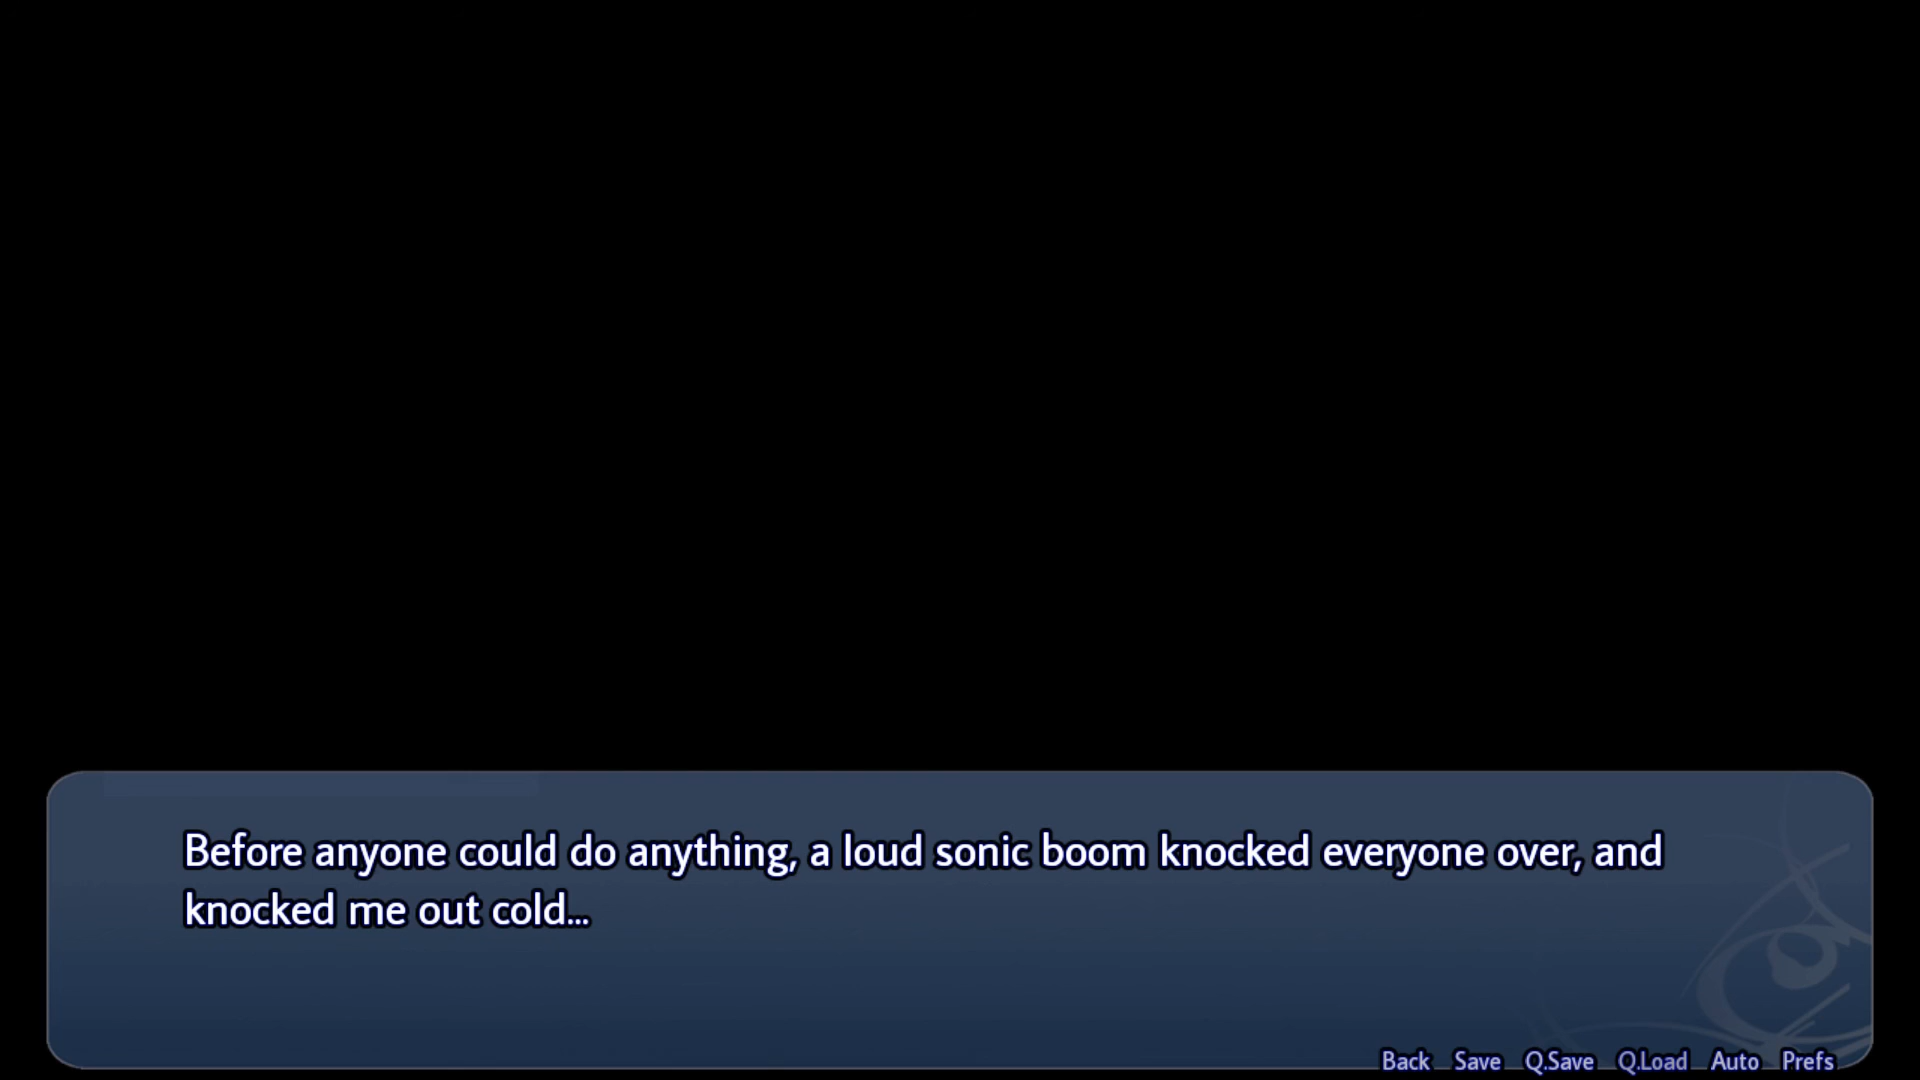 Before anyone could do anything, a loud sonic boom knocked everyone over, and
knocked me out cold...
Back Save Q.Save Q.Load Auto Prefs